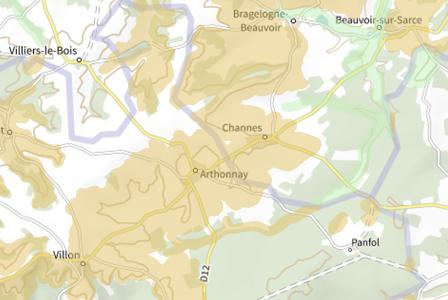 Bragelogne-
Beauvoir
Beauvoir-sur-Sarce
Villiers-le-Bois
Channes
t
Arthonnay
Panfol
Villon
D12